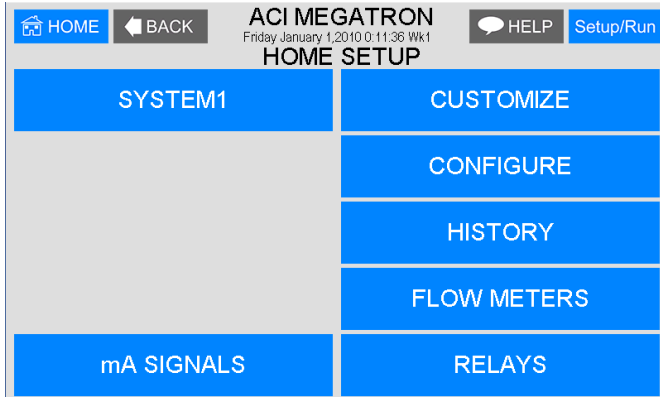 HOME
BACK
ACI MEGATRON
Friday January 1,2010 0:11:36 Wk1
HOME SETUP
HELP
Setup/Run
SYSTEM1
CUSTOMIZE
CONFIGURE
HISTORY
FLOW METERS
mA SIGNALS
RELAYS